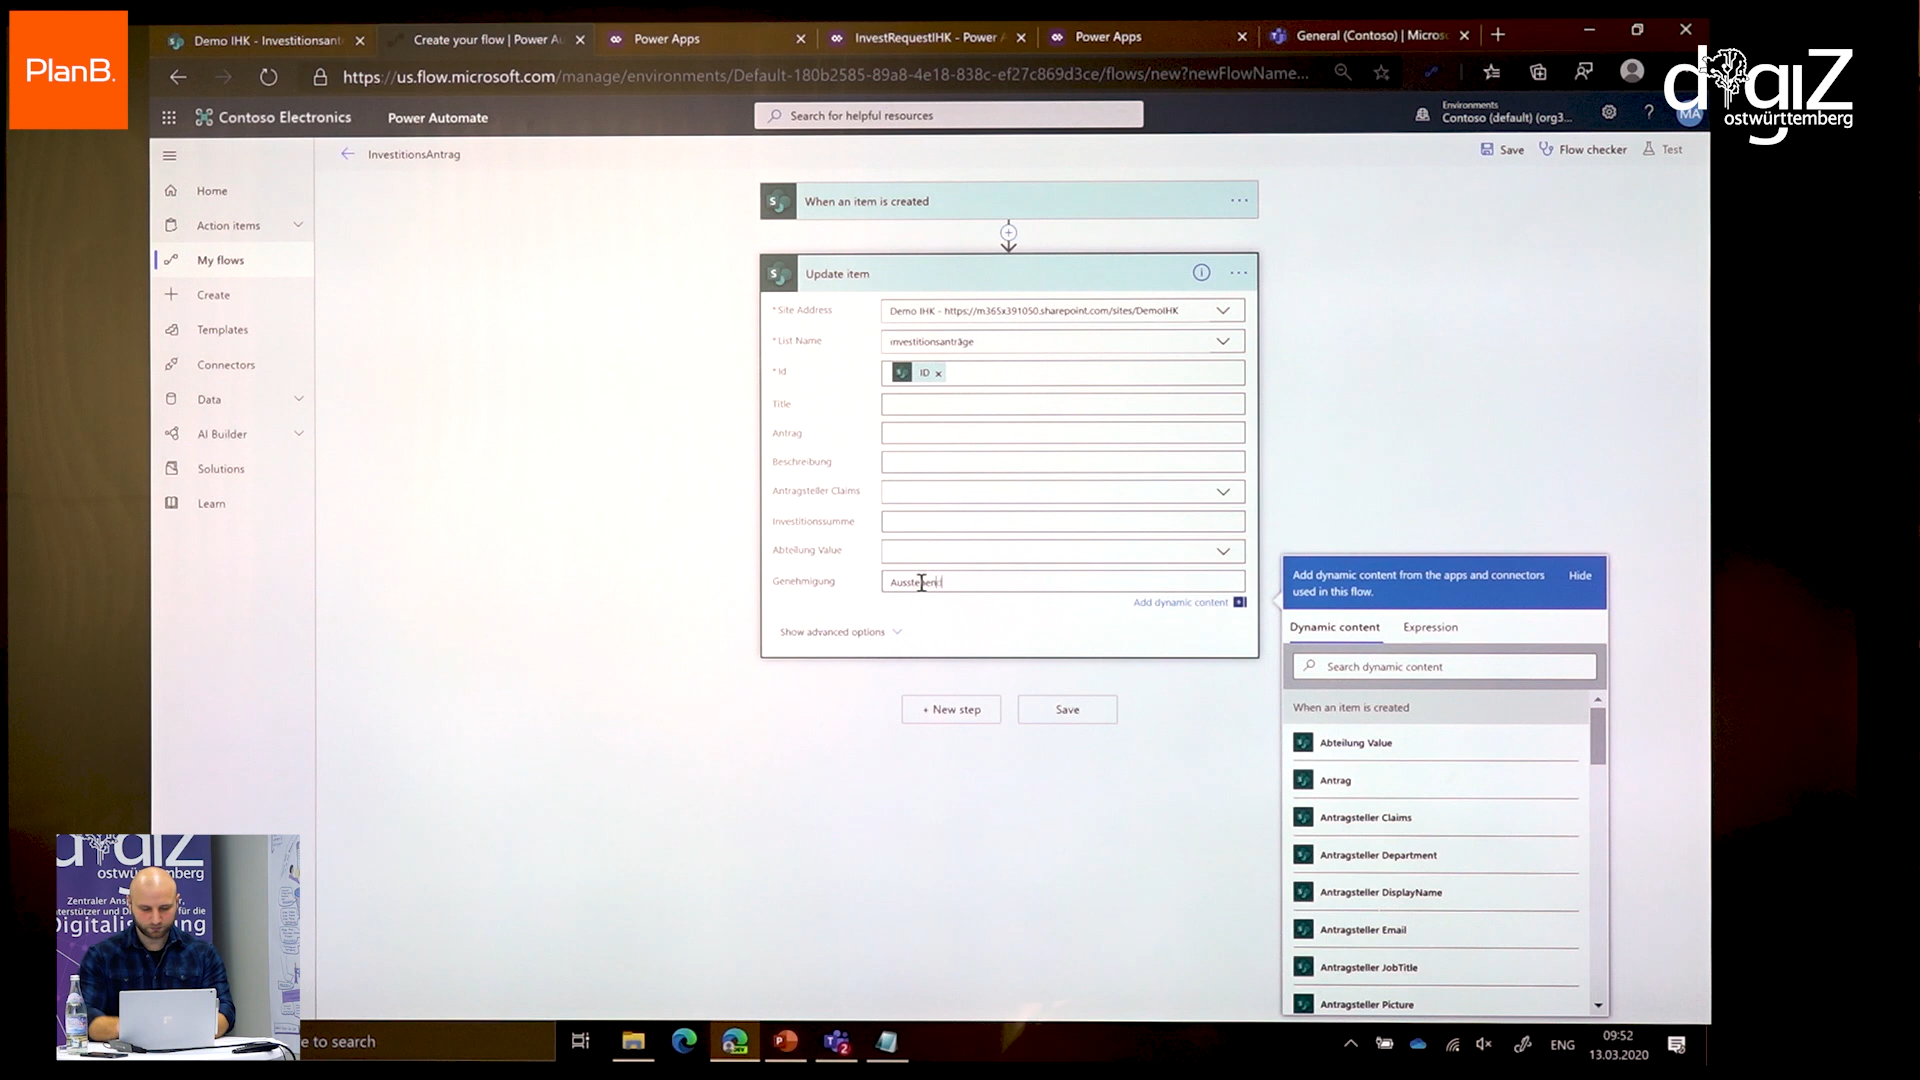 PlanB.
Demo IHK - Investitionsant
Create your flow | Power Au
Power Apps
InvestRequestIHK - Power A
Power Apps
General (Contoso) | Micros
https://us.flow.microsoft.com/manage/environments/Default-180b2585-89a8-4e18-838c-ef27c869d3ce/flows/new?newFlowName...
digiZ
ostwürttemberg
Contoso Electronics
Power Automate
Search for helpful resources
Environments
Contoso (default) (org3...
?
MA
InvestitionsAntrag
Save
Flow checker
Test
Home
Action items
My flows
Create
Templates
Connectors
Data
AI Builder
Solutions
Learn
When an item is created
Update item
* Site Address
Demo IHK - https://m365x391050.sharepoint.com/sites/DemoIHK
* List Name
Investitionsanträge
* Id
ID ×
Title
Antrag
Beschreibung
Antragsteller Claims
Investitionssumme
Abteilung Value
Genehmigung
Add dynamic content
Show advanced options
+ New step
Save
Add dynamic content from the apps and connectors
used in this flow.
Hide
Dynamic content
Expression
Search dynamic content
When an item is created
Abteilung Value
Antrag
Antragsteller Claims
Antragsteller Department
Antragsteller DisplayName
Antragsteller Email
Antragsteller JobTitle
Antragsteller Picture
digiZ
ostwürttemberg
für die
e to search
ENG
09:52
13.03.2020